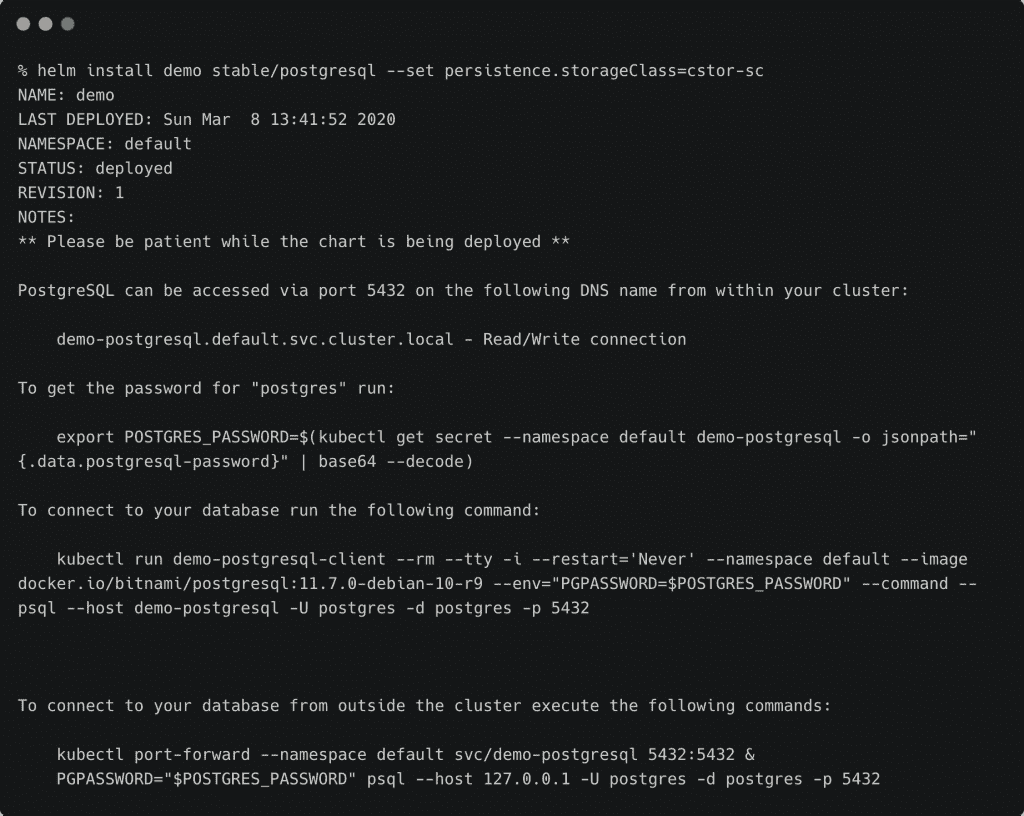 % helm install demo stable/postgresql --set persistence.storageClass=cstor-sc
NAME: demo
LAST DEPLOYED: Sun Mar  8 13:41:52 2020
NAMESPACE: default
STATUS: deployed
REVISION: 1
NOTES:
** Please be patient while the chart is being deployed **

PostgreSQL can be accessed via port 5432 on the following DNS name from within your cluster:

    demo-postgresql.default.svc.cluster.local - Read/Write connection

To get the password for "postgres" run:

    export POSTGRES_PASSWORD=$(kubectl get secret --namespace default demo-postgresql -o jsonpath="
{.data.postgresql-password}" | base64 --decode)

To connect to your database run the following command:

    kubectl run demo-postgresql-client --rm --tty -i --restart='Never' --namespace default --image
docker.io/bitnami/postgresql:11.7.0-debian-10-r9 --env="PGPASSWORD=$POSTGRES_PASSWORD" --command --
psql --host demo-postgresql -U postgres -d postgres -p 5432

To connect to your database from outside the cluster execute the following commands:

    kubectl port-forward --namespace default svc/demo-postgresql 5432:5432 &
    PGPASSWORD="$POSTGRES_PASSWORD" psql --host 127.0.0.1 -U postgres -d postgres -p 5432